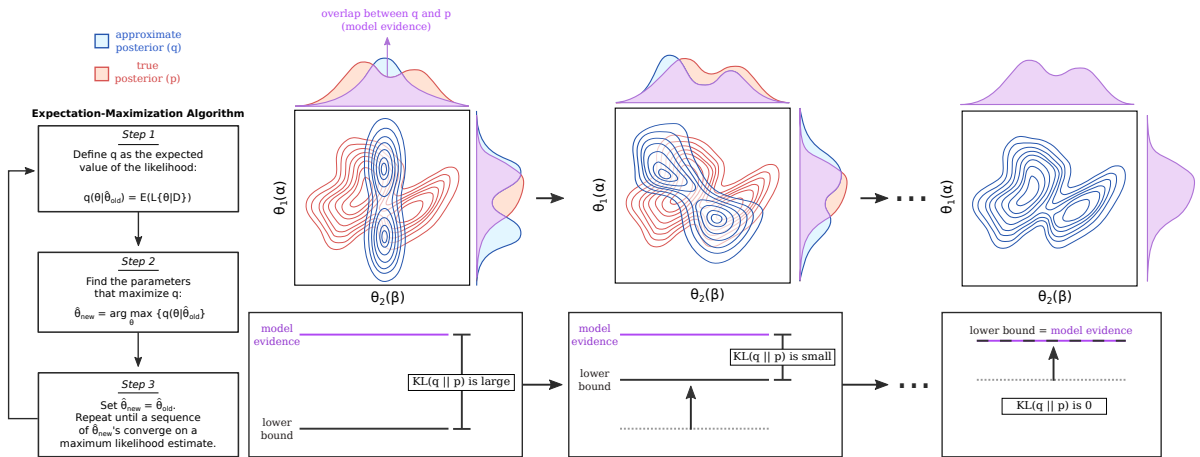 overlap between q and p
(model evidence)
approximate
posterior (q)
true
posterior (p)
Expectation-Maximization Algorithm
Step 1
Define q as the expected
value of the likelihood:
q(θ|θ̂old) = E(L{θ|D})
Step 2
Find the parameters
that maximize q:
θ̂new = arg max {q(θ|θ̂old}
θ
Step 3
Set θ̂new = θ̂old.
Repeat until a sequence
of θ̂new's converge on a
maximum likelihood estimate.
θ1(α)
θ2(β)
θ1(α)
θ2(β)
...
θ1(α)
θ2(β)
model
evidence
KL(q || p) is large
lower
bound
model
evidence
KL(q || p) is small
lower
bound
...
lower bound = model evidence
KL(q || p) is 0